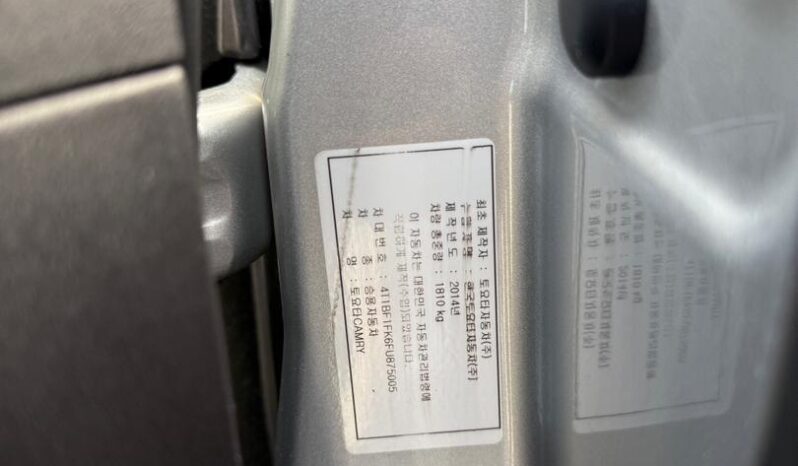 최초 제작자 : 토요타자동차(주)
수입자명 : 한국토요타자동차(주)
제 작 년 도 : 2014년
차량 총중량 : 1810 kg
이 자동차는 대한민국 자동차관리법령에
적합하게 제작(수입)되었습니다.
차 대 번 호 : 4T1BF1FK6FU875005
차 종 : 승용자동차
차 명 : 토요타CAMRY